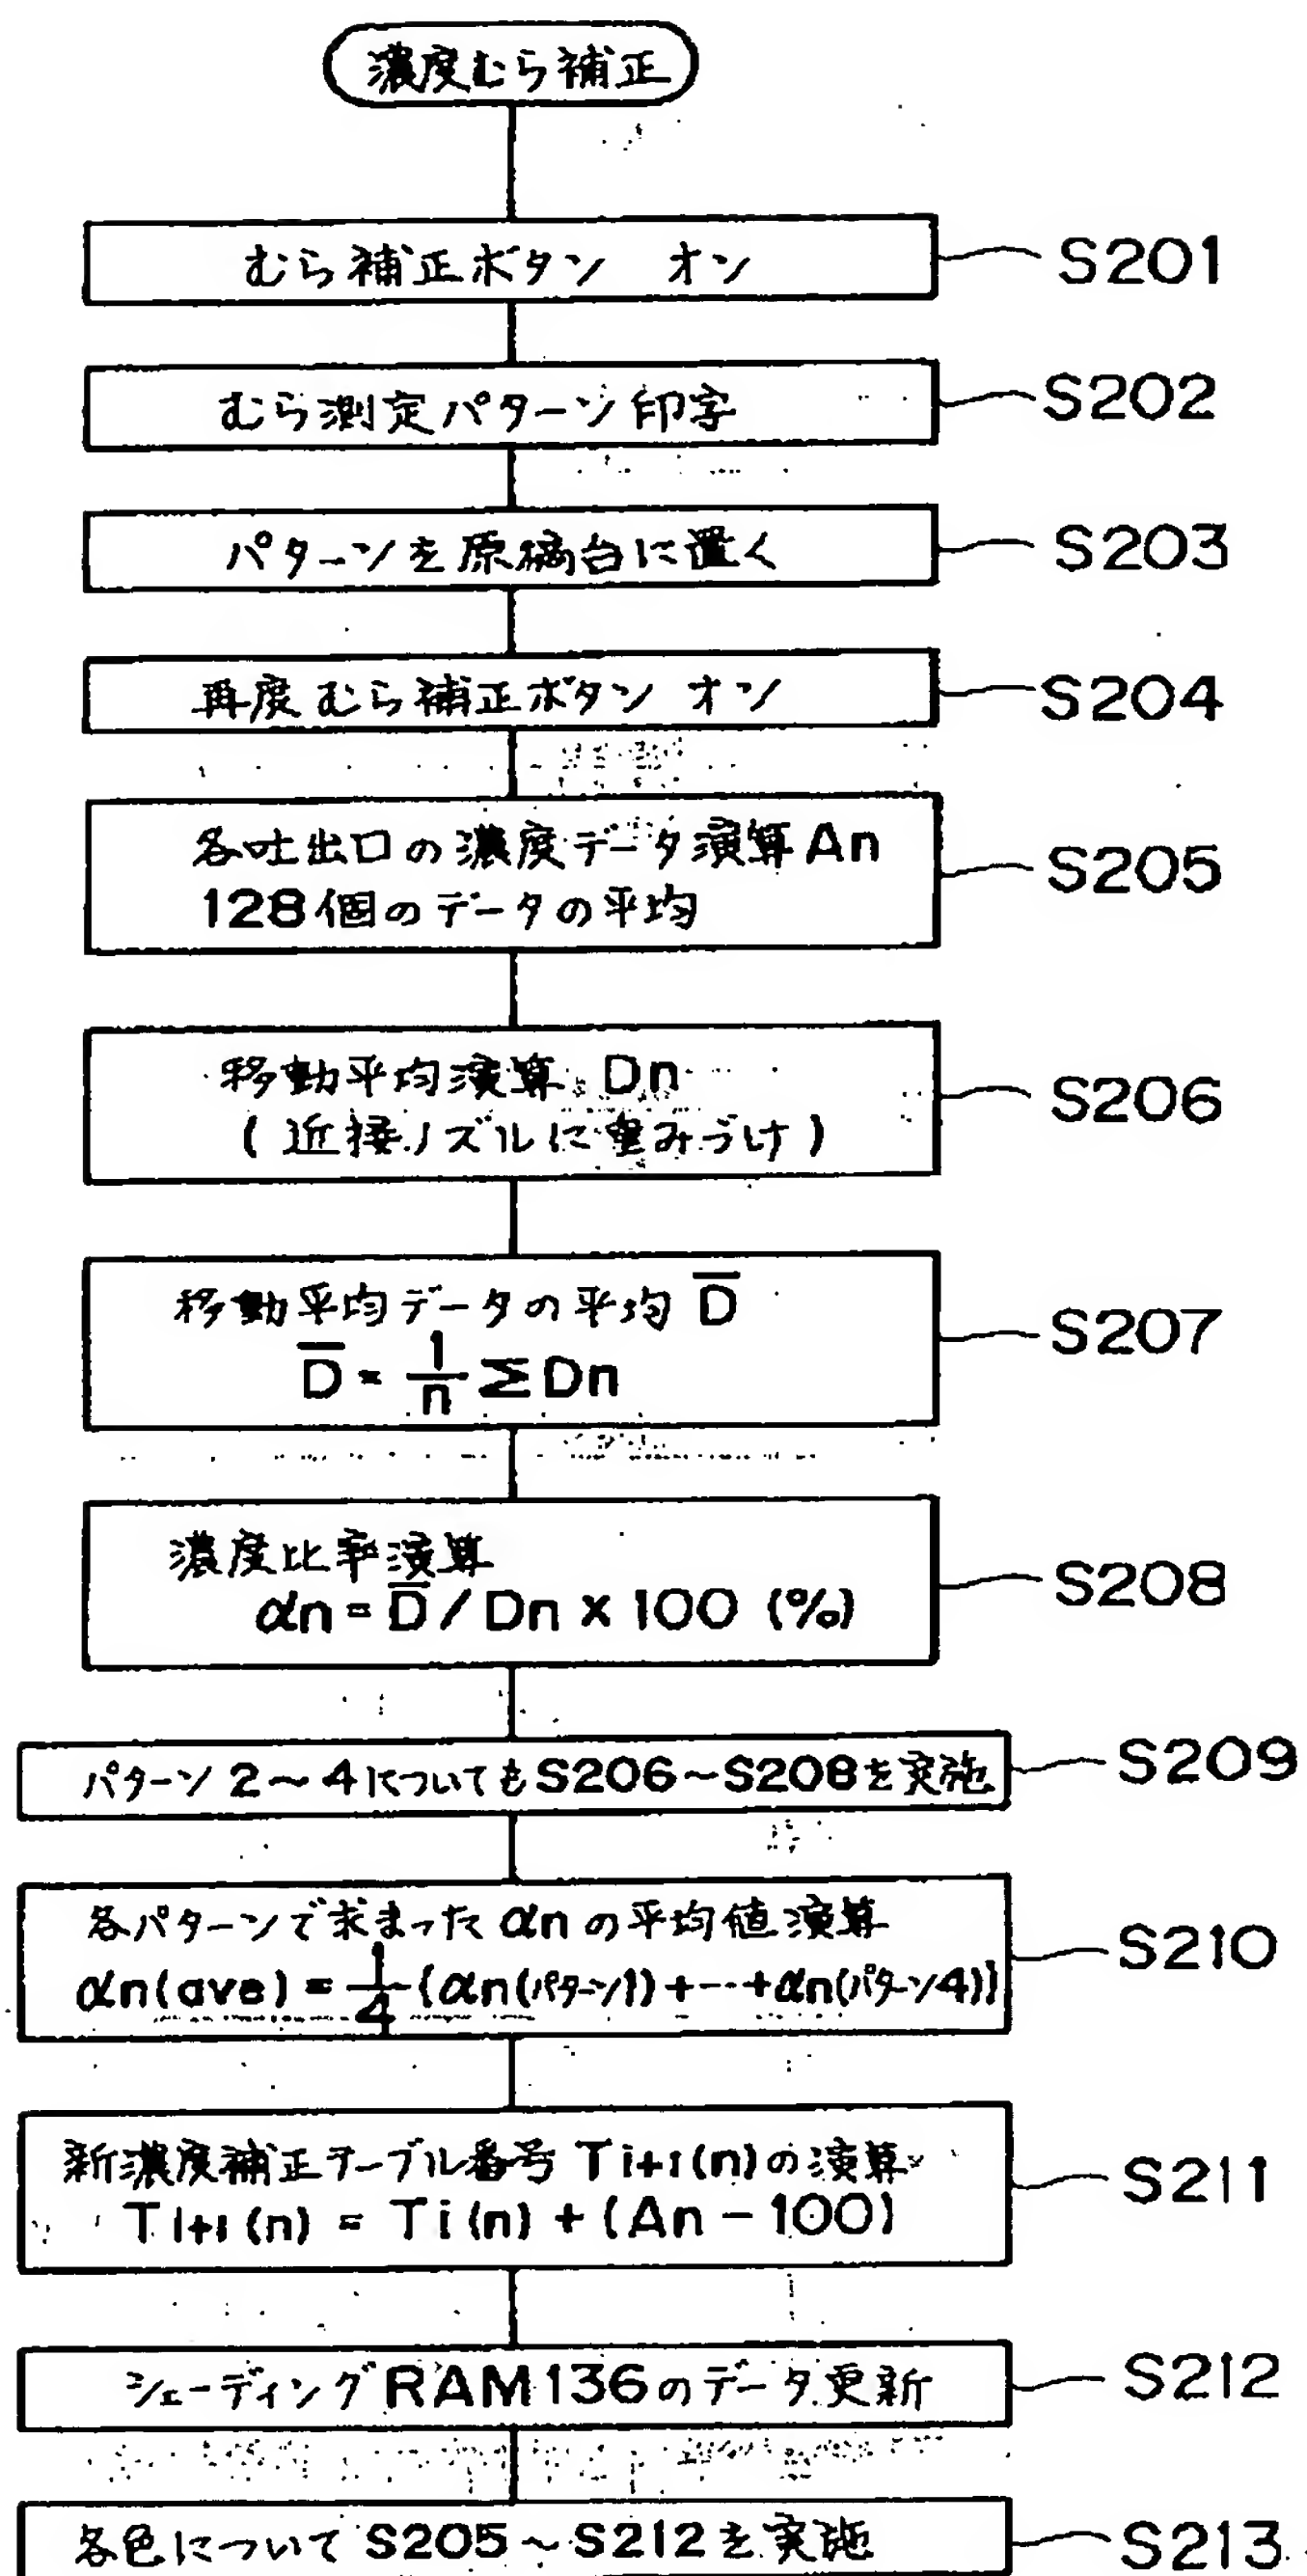 濃度むら補正
むら補正ボタン オン
S201
むら測定パターン印字
S202
パターンを原稿台に置く
S203
再度むら補正ボタン オン
S204
各吐出口の濃度データ演算An
128個のデータの平均
S205
移動平均演算 Dn
(近接ノズルに重みづけ)
S206
移動平均データの平均 D̅
D̅ = 1/n ΣDn
S207
濃度比率演算
αn = D̅ / Dn × 100 (%)
S208
パターン2〜4についてもS206〜S208を実施
S209
各パターンで求まったαnの平均値演算
αn(ave) = 1/4 {αn(パターン1)+---+αn(パターン4)}
S210
新濃度補正テーブル番号 Ti+1(n)の演算
Ti+1(n) = Ti(n) + (An - 100)
S211
シェーディングRAM136のデータ更新
S212
各色について S205〜S212を実施
S213